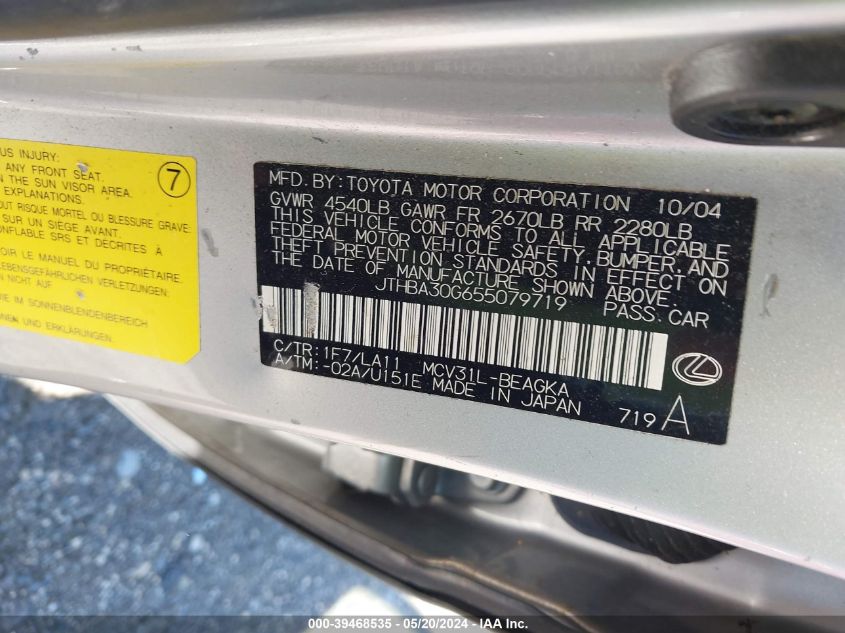 US INJURY:
ANY FRONT SEAT.
IN THE SUN VISOR AREA.
EXPLANATIONS.
7
OUT RISQUE MORTEL OU BLESSURE GRAVE:
SUR UN SIEGE AVANT.
ONFLABLE SRS ET DÉCRITES À
OIR LE MANUEL DU PROPRIÉTAIRE.
EBENSGEFÄHRLICHEN VERLETZUNGEN:
N NICHT AUF
IE IM SONNENBLENDENBEREICH
NEN UND ERKLÄRUNGEN.
MFD. BY: TOYOTA MOTOR CORPORATION 10/04
GVWR 4540LB GAWR FR 2670LB RR 2280LB
THIS VEHICLE CONFORMS TO ALL APPLICABLE
FEDERAL MOTOR VEHICLE SAFETY, BUMPER, AND
THEFT PREVENTION STANDARDS IN EFFECT ON
THE DATE OF MANUFACTURE SHOWN ABOVE.
JTHBA30G655079719 PASS. CAR
C/TR: 1F7/LA11 MCV31L-BEAGKA
A/TM: -02A/U151E MADE IN JAPAN
719 A
000-39468535 - 05/20/2024 - IAA Inc.